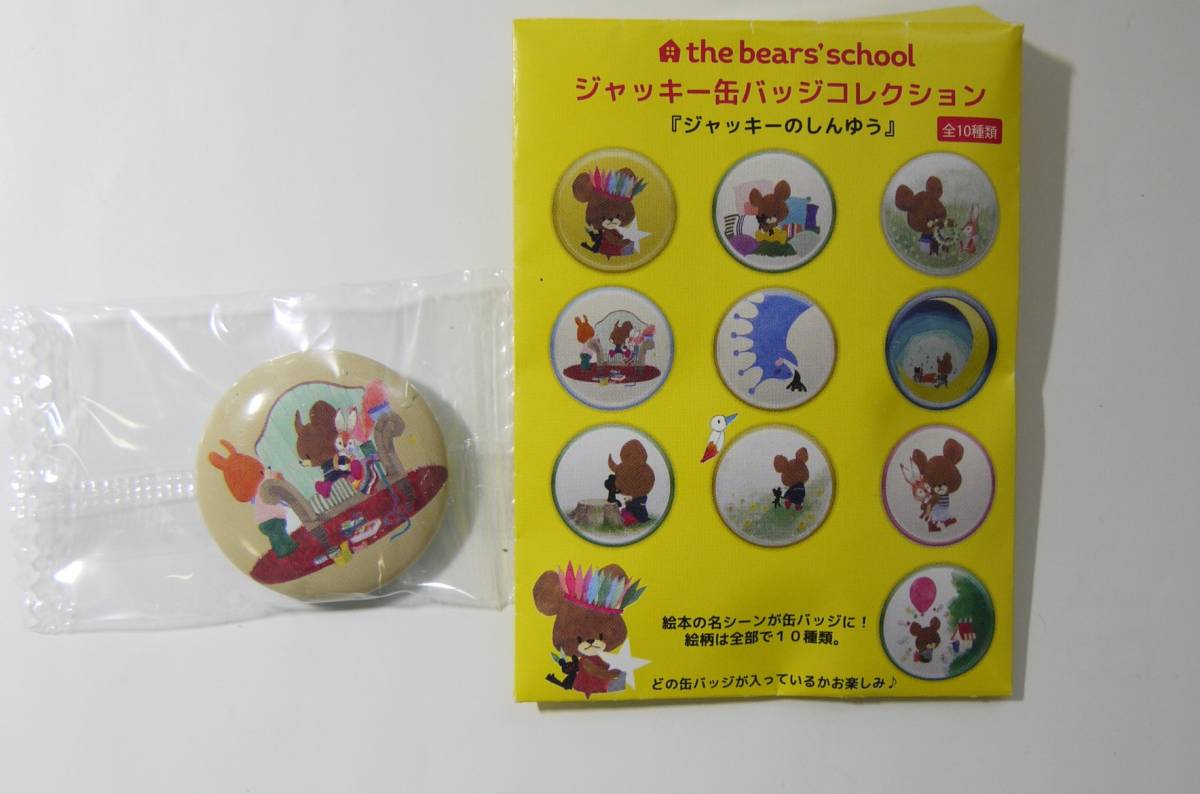 the bears' school
ジャッキー缶バッジコレクション
『ジャッキーのしんゆう』
全10種類
絵本の名シーンが缶バッジに!
絵柄は全部で10種類。
どの缶バッジが入っているかお楽しみ♪